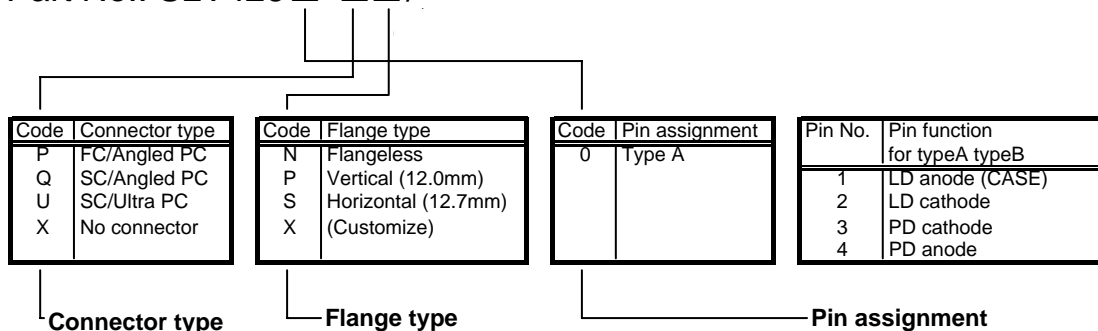 Part No.
Code Connector type
P FC/Angled PC
Q SC/Angled PC
U SC/Ultra PC
X No connector
Code Flange type
N Flangeless
P Vertical (12.0mm)
S Horizontal (12.7mm)
X (Customize)
Code Pin assignment
0 Type A
Pin No. Pin function
for typeA typeB
1 LD anode (CASE)
2 LD cathode
3 PD cathode
4 PD anode
Connector type
Flange type
Pin assignment